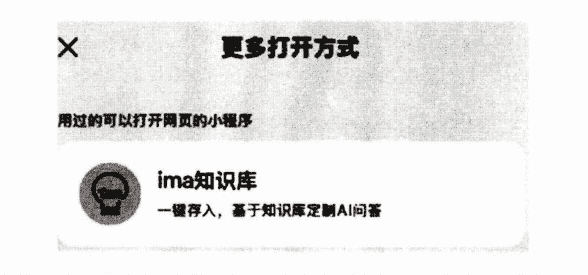 更多打开方式
用过的可以打开网页的小程序
ima知识库
一键存入，基于知识库定制AI问答